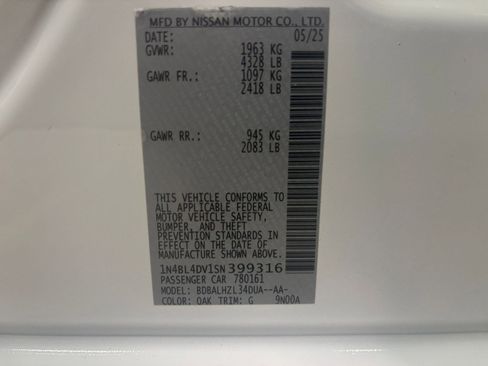 MFD BY NISSAN MOTOR CO., LTD.
DATE: 05/25
GVWR: 1963 KG
4328 LB
GAWR FR.: 1097 KG
2418 LB
GAWR RR.: 945 KG
2083 LB
THIS VEHICLE CONFORMS TO
ALL APPLICABLE FEDERAL
MOTOR VEHICLE SAFETY,
BUMPER, AND THEFT
PREVENTION STANDARDS IN
EFFECT ON THE DATE OF
MANUFACTURE SHOWN ABOVE.
1N4BL4DV1SN399316
PASSENGER CAR 780161
MODEL: BDBALHZL34DUA--AA-
COLOR: QAK TRIM: G 9N00A